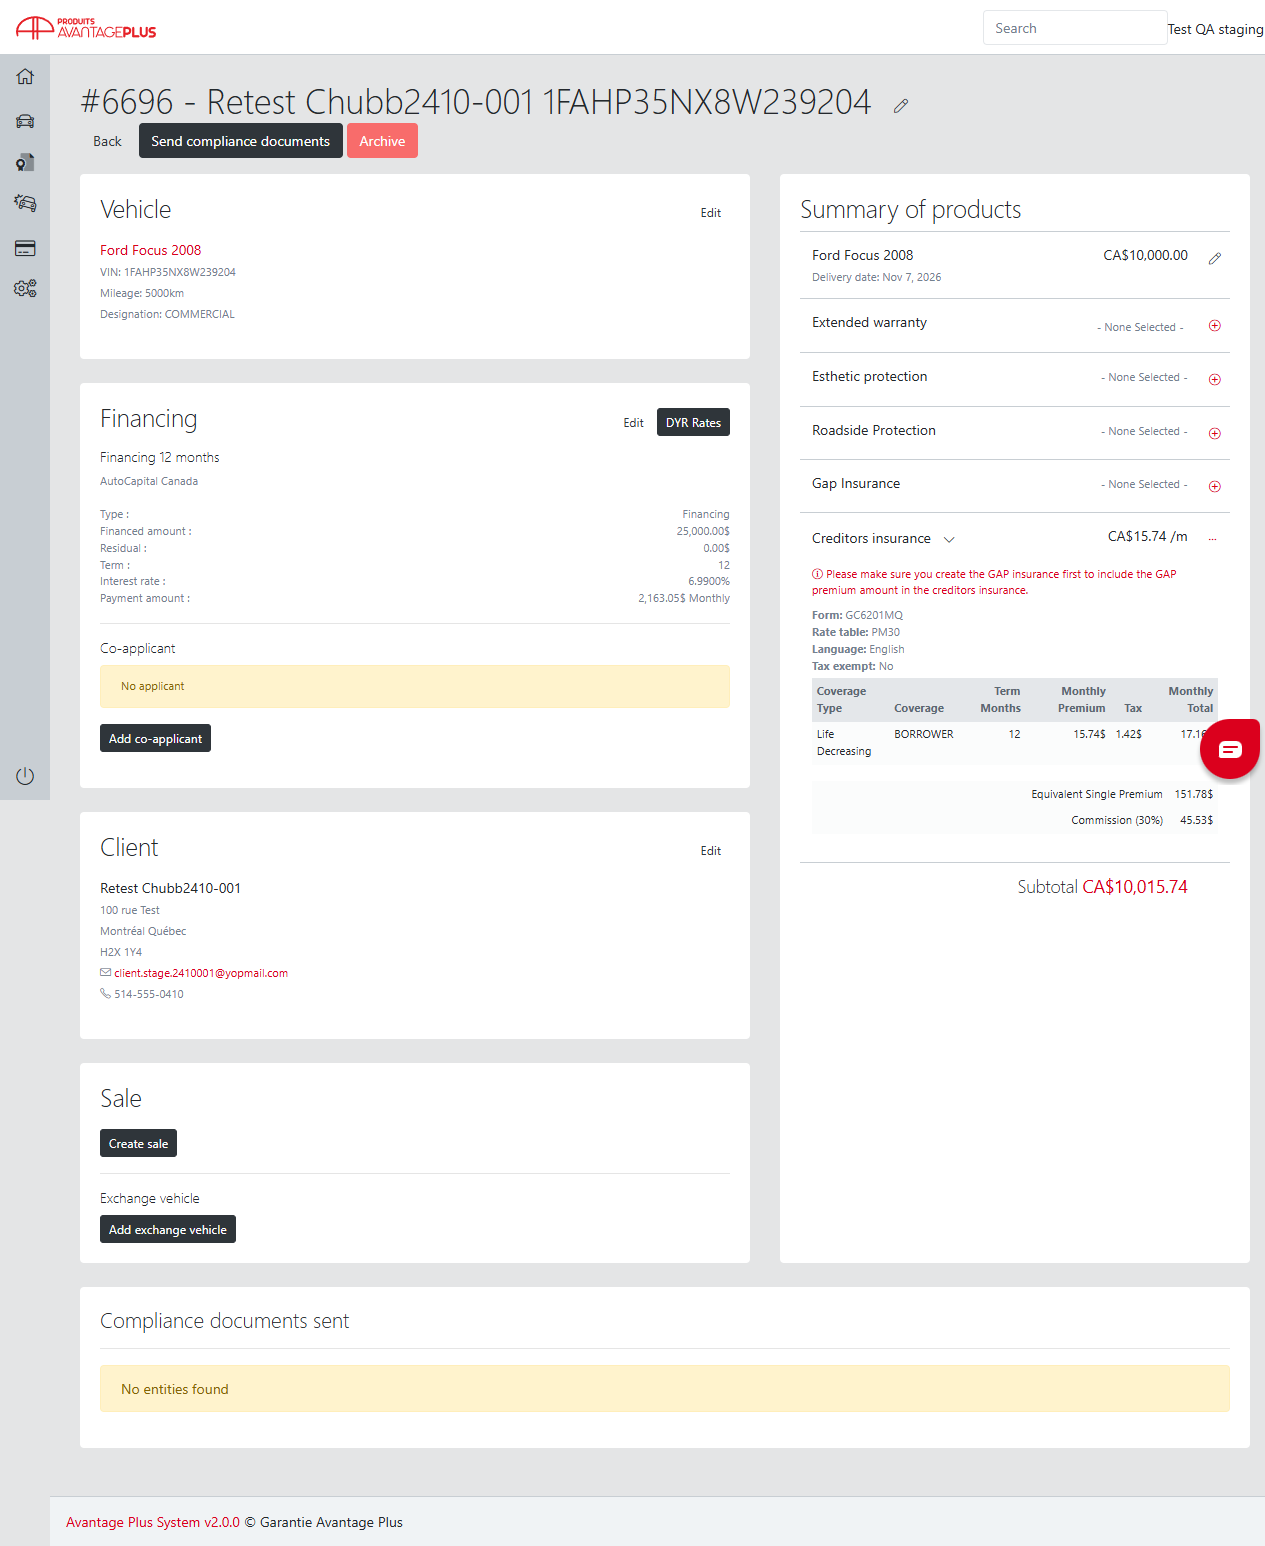 PRODUITS
AVANTAGEPLUS
Search
Test QA staging
#6696 - Retest Chubb2410-001 1FAHP35NX8W239204
Back
Send compliance documents
Archive
Vehicle
Edit
Ford Focus 2008
VIN: 1FAHP35NX8W239204
Mileage: 5000km
Designation: COMMERCIAL
Financing
Edit
DYR Rates
Financing 12 months
AutoCapital Canada
Type : Financing
Financed amount : 25,000.00$
Residual : 0.00$
Term : 12
Interest rate : 6.9900%
Payment amount : 2,163.05$ Monthly
Co-applicant
No applicant
Add co-applicant
Client
Edit
Retest Chubb2410-001
100 rue Test
Montréal Québec
H2X 1Y4
client.stage.2410001@yopmail.com
514-555-0410
Sale
Create sale
Exchange vehicle
Add exchange vehicle
Summary of products
Ford Focus 2008 CA$10,000.00
Delivery date: Nov 7, 2026
Extended warranty - None Selected -
Esthetic protection - None Selected -
Roadside Protection - None Selected -
Gap Insurance - None Selected -
Creditors insurance CA$15.74 /m ...
Please make sure you create the GAP insurance first to include the GAP
premium amount in the creditors insurance.
Form: GC6201MQ
Rate table: PM30
Language: English
Tax exempt: No
Coverage Term Monthly Monthly
Type Coverage Months Premium Tax Total
Life BORROWER 12 15.74$ 1.42$
Decreasing
Equivalent Single Premium 151.78$
Commission (30%) 45.53$
Subtotal CA$10,015.74
Compliance documents sent
No entities found
Avantage Plus System v2.0.0 © Garantie Avantage Plus